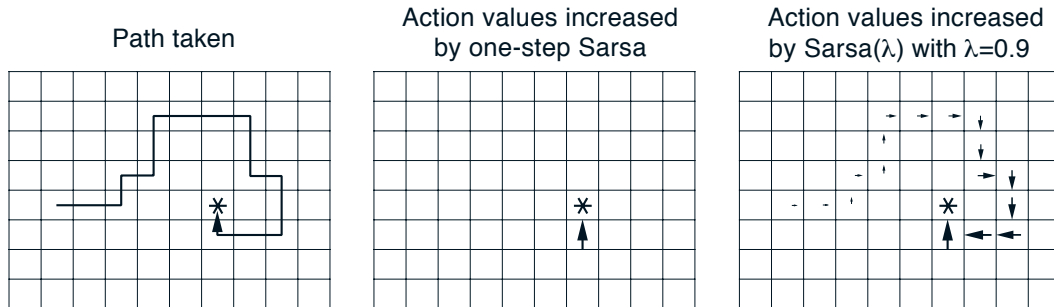 Path taken
Action values increased
by one-step Sarsa
Action values increased
by Sarsa(λ) with λ=0.9